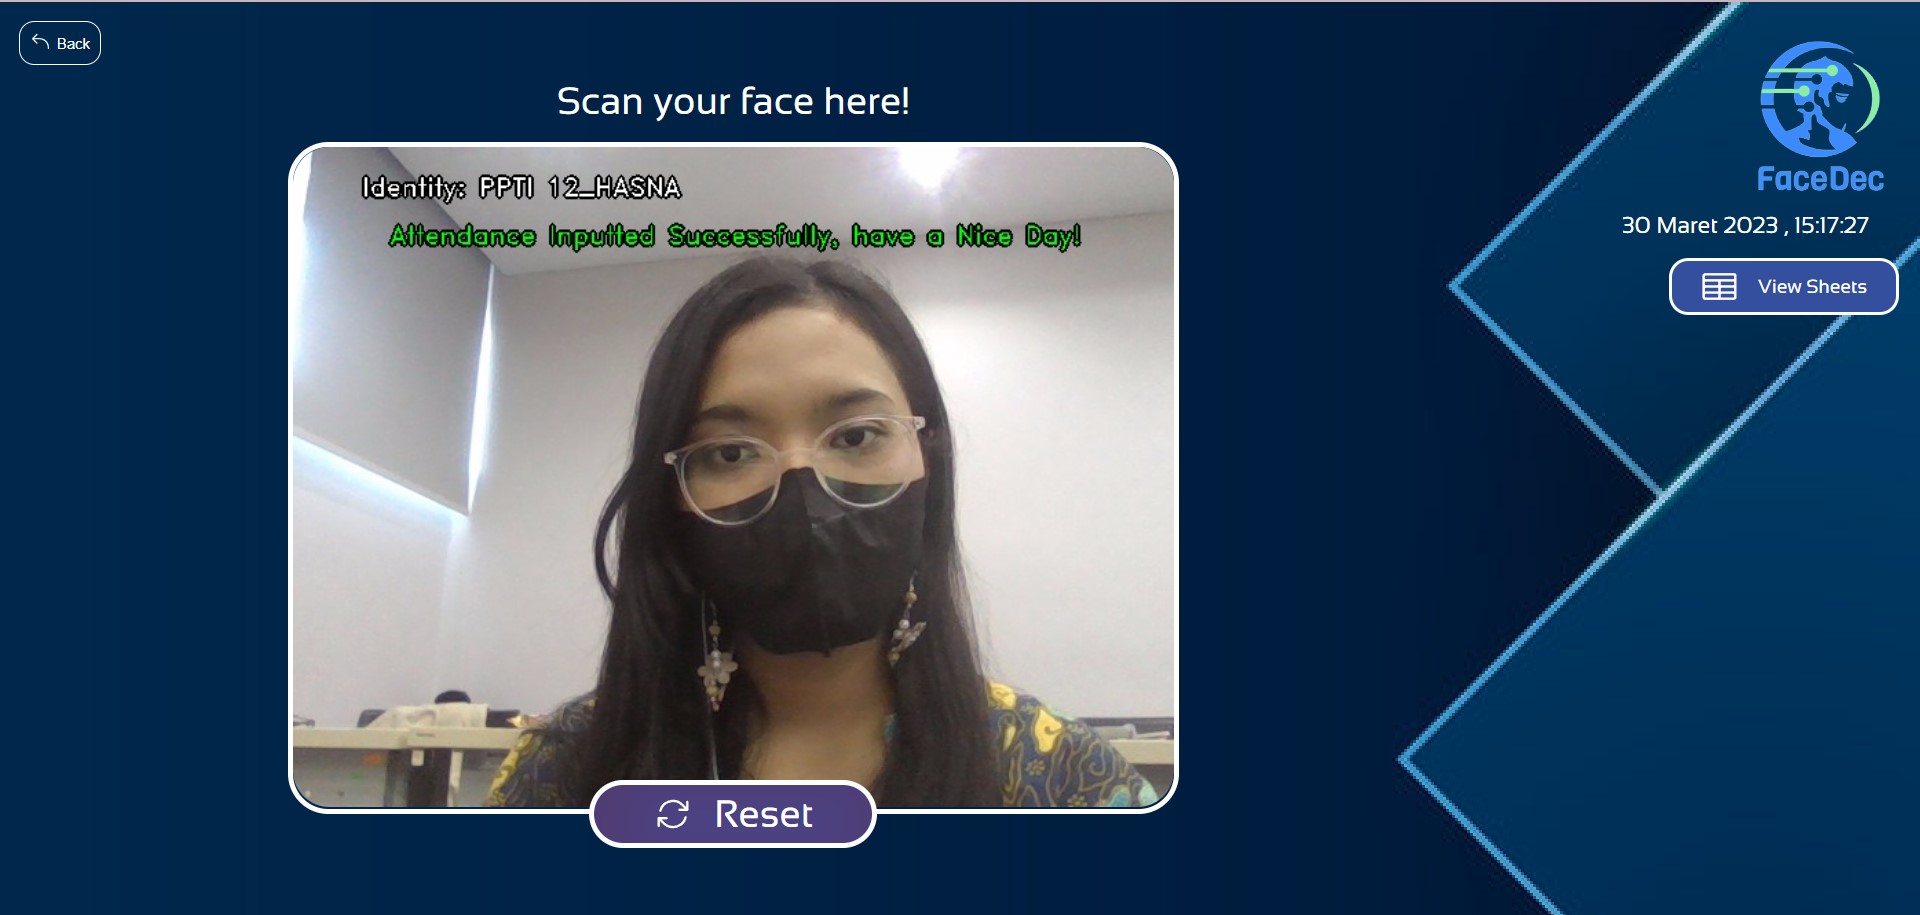 Back
Scan your face here!
Identity: PPTI 12_HASNA
Attendance Inputted Successfully, have a Nice Day!
Reset
FaceDec
30 Maret 2023 , 15:17:27
View Sheets